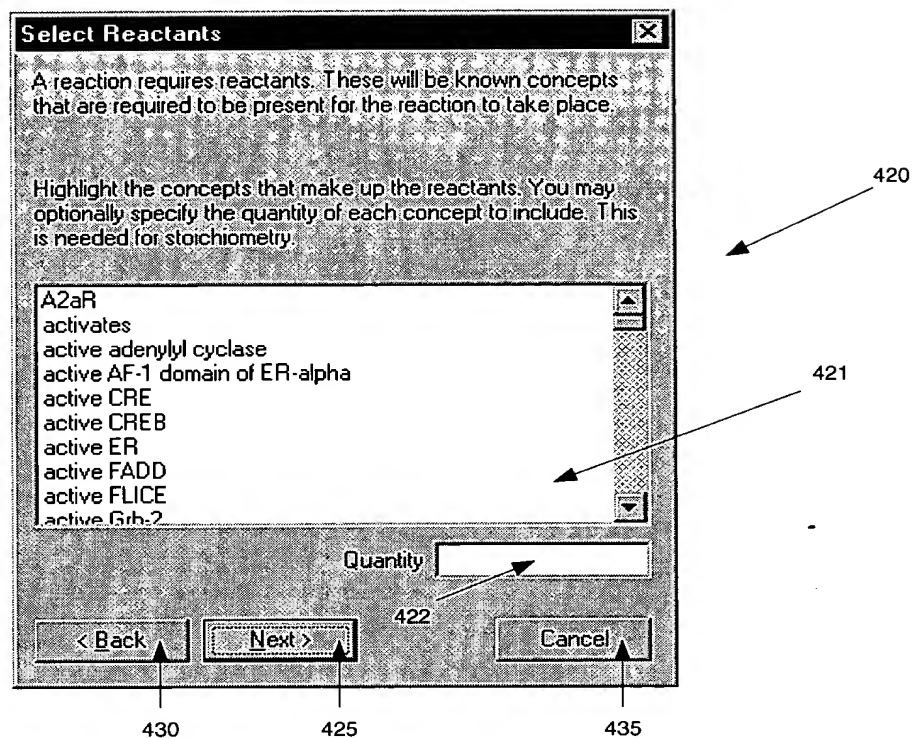 Select Reactants
A reaction requires reactants. These will be known concepts
that are required to be present for the reaction to take place.
Highlight the concepts that make up the reactants. You may
optionally specify the quantity of each concept to include. This
is needed for stoichiometry.
420
A2aR
activates
active adenylyl cyclase
active AF-1 domain of ER-alpha
active CRE
active CREB
active ER
active FADD
active FLICE
active Grb-2
421
Quantity
422
< Back
Next >
Cancel
430
425
435